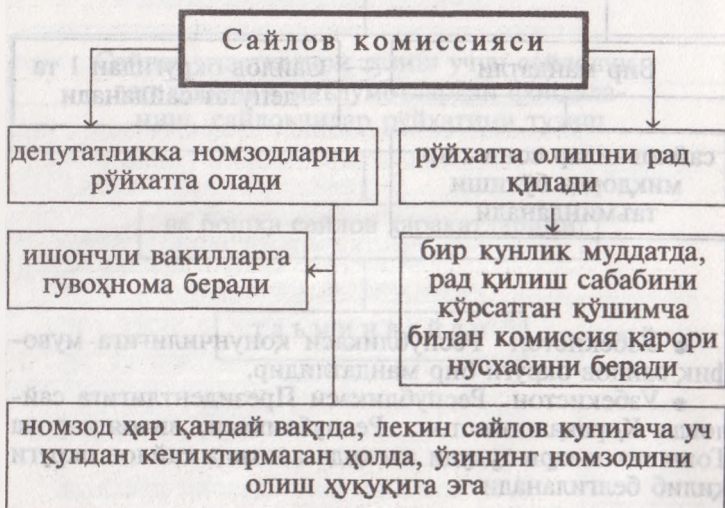 Сайлов комиссияси
депутатликка номзодларни
рўйхатга олади
рўйхатга олишни рад
қилади
ишончли вакилларга
гувоҳнома беради
бир кунлик муддатда,
рад қилиш сабабини
кўрсатган қўшимча
билан комиссия қарори
нусхасини беради
номзод ҳар қандай вақтда, лекин сайлов кунигача уч
кундан кечиктирмаган ҳолда, ўзининг номзодини
олиш ҳуқуқига эга